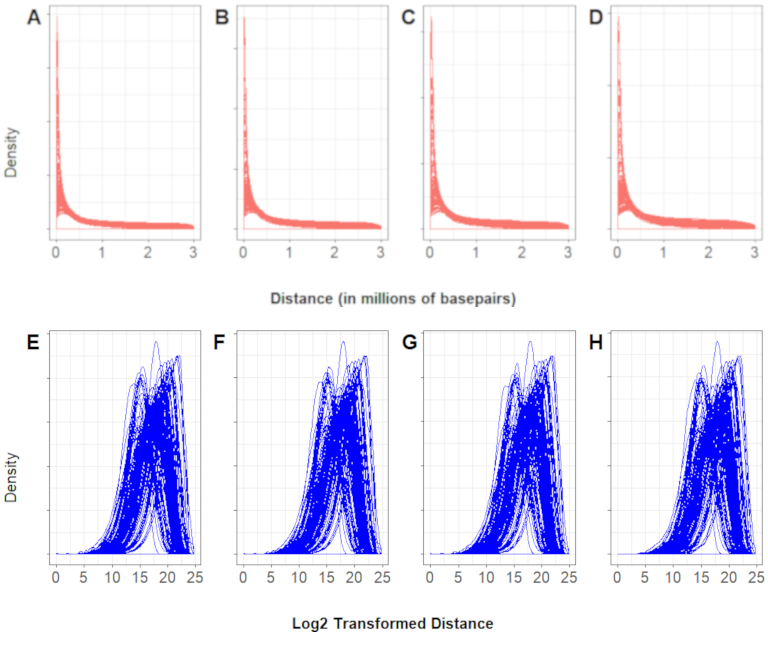 A B C D
Density
0 1 2 3 0 1 2 3 0 1 2 3 0 1 2 3
Distance (in millions of basepairs)
E F G H
Density
0 5 10 15 20 25 0 5 10 15 20 25 0 5 10 15 20 25 0 5 10 15 20 25
Log2 Transformed Distance